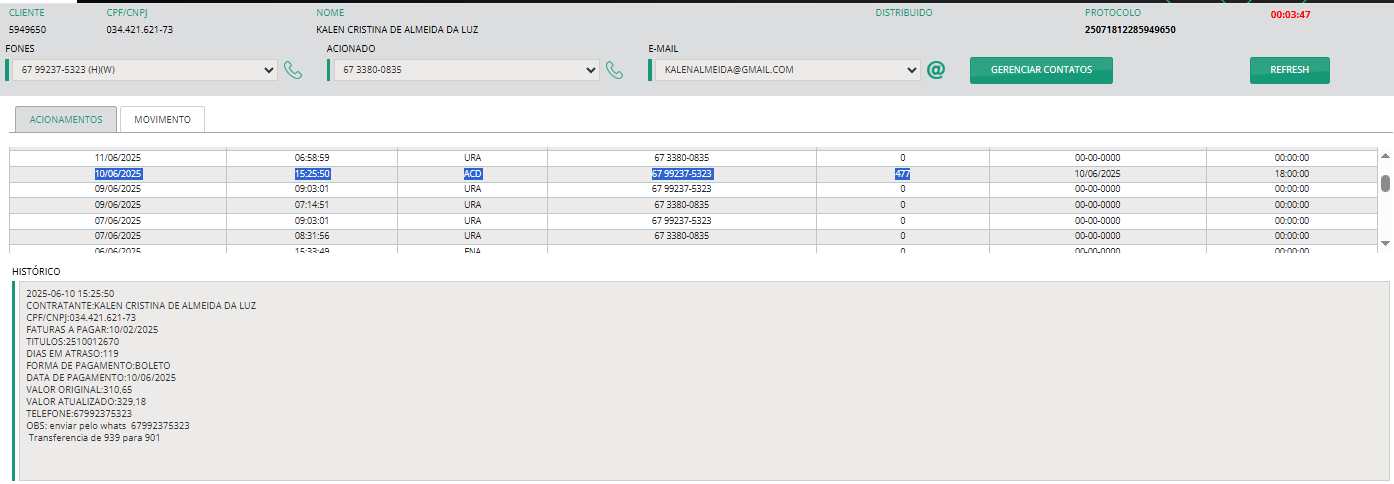 CLIENTE CPF/CNPJ NOME DISTRIBUIDO PROTOCOLO 00:03:47
5949650 034.421.621-73 KALEN CRISTINA DE ALMEIDA DA LUZ 25071812285949650
FONES ACIONADO E-MAIL
67 99237-5323 (H)(W) 67 3380-0835 KALENALMEIDA@GMAIL.COM @ GERENCIAR CONTATOS REFRESH
ACIONAMENTOS MOVIMENTO
11/06/2025 06:58:59 URA 67 3380-0835 0 00-00-0000 00:00:00
10/06/2025 15:25:50 ACD 67 99237-5323 477 10/06/2025 18:00:00
09/06/2025 09:03:01 URA 67 99237-5323 0 00-00-0000 00:00:00
09/06/2025 07:14:51 URA 67 3380-0835 0 00-00-0000 00:00:00
07/06/2025 09:03:01 URA 67 99237-5323 0 00-00-0000 00:00:00
07/06/2025 08:31:56 URA 67 3380-0835 0 00-00-0000 00:00:00
06/06/2025 15:33:49 ENA 0 00-00-0000 00:00:00
HISTÓRICO
2025-06-10 15:25:50
CONTRATANTE:KALEN CRISTINA DE ALMEIDA DA LUZ
CPF/CNPJ:034.421.621-73
FATURAS A PAGAR:10/02/2025
TITULOS:2510012670
DIAS EM ATRASO:119
FORMA DE PAGAMENTO:BOLETO
DATA DE PAGAMENTO:10/06/2025
VALOR ORIGINAL:310,65
VALOR ATUALIZADO:329,18
TELEFONE:67992375323
OBS: enviar pelo whats 67992375323
Transferencia de 939 para 901